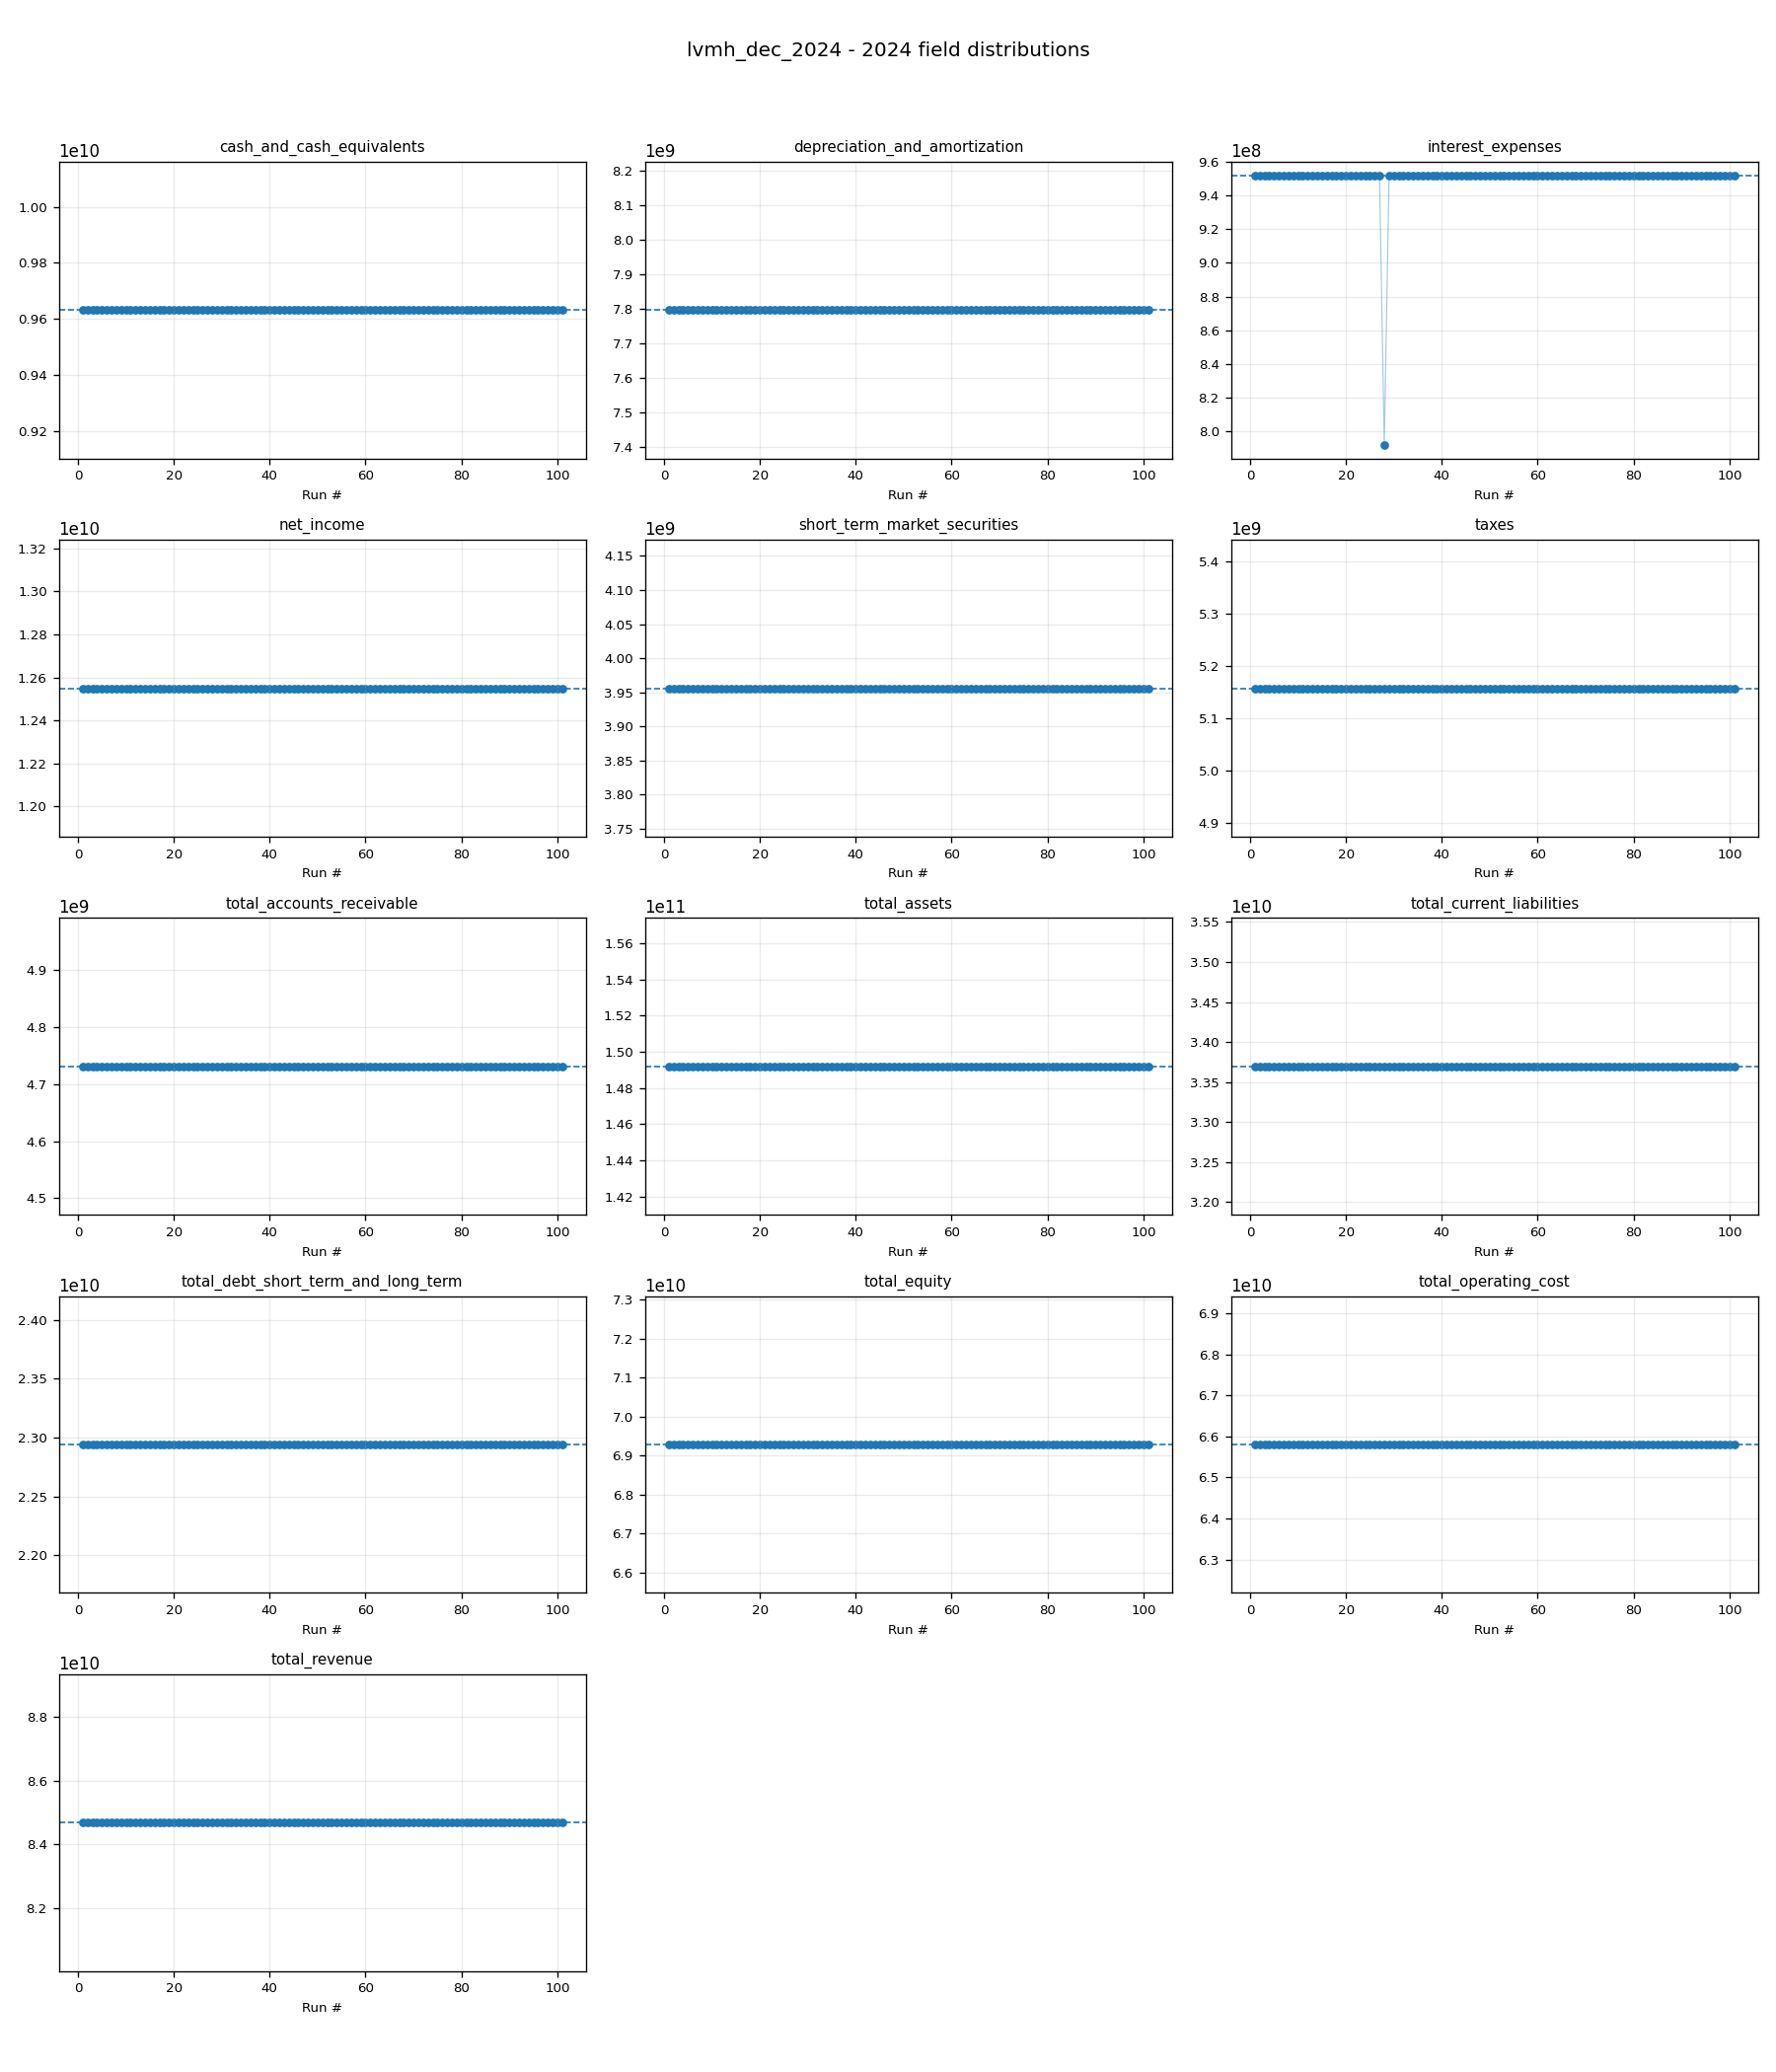 lvmh_dec_2024 - 2024 field distributions
cash_and_cash_equivalents
1e10
1.00
0.98
0.96
0.94
0.92
0 20 40 60 80 100
Run #
depreciation_and_amortization
1e9
8.2
8.1
8.0
7.9
7.8
7.7
7.6
7.5
7.4
0 20 40 60 80 100
Run #
interest_expenses
1e8
9.6
9.4
9.2
9.0
8.8
8.6
8.4
8.2
8.0
0 20 40 60 80 100
Run #
net_income
1e10
1.32
1.30
1.28
1.26
1.24
1.22
1.20
0 20 40 60 80 100
Run #
short_term_market_securities
1e9
4.15
4.10
4.05
4.00
3.95
3.90
3.85
3.80
3.75
0 20 40 60 80 100
Run #
taxes
1e9
5.4
5.3
5.2
5.1
5.0
4.9
0 20 40 60 80 100
Run #
total_accounts_receivable
1e9
4.9
4.8
4.7
4.6
4.5
0 20 40 60 80 100
Run #
total_assets
1e11
1.56
1.54
1.52
1.50
1.48
1.46
1.44
1.42
0 20 40 60 80 100
Run #
total_current_liabilities
1e10
3.55
3.50
3.45
3.40
3.35
3.30
3.25
3.20
0 20 40 60 80 100
Run #
total_debt_short_term_and_long_term
1e10
2.40
2.35
2.30
2.25
2.20
0 20 40 60 80 100
Run #
total_equity
1e10
7.3
7.2
7.1
7.0
6.9
6.8
6.7
6.6
0 20 40 60 80 100
Run #
total_operating_cost
1e10
6.9
6.8
6.7
6.6
6.5
6.4
6.3
0 20 40 60 80 100
Run #
total_revenue
1e10
8.8
8.6
8.4
8.2
0 20 40 60 80 100
Run #